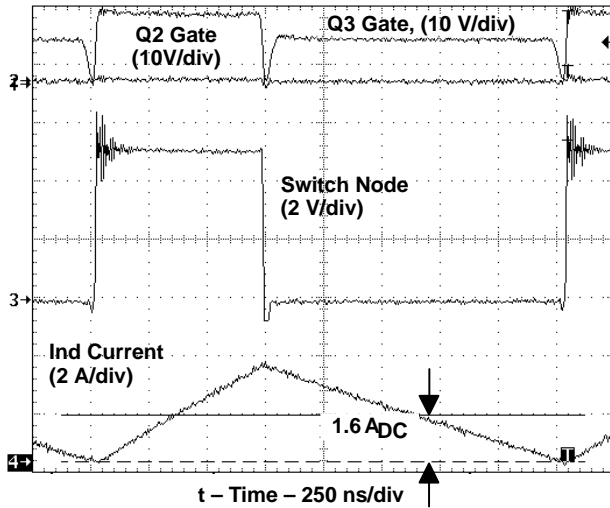 Q2 Gate
(10V/div)
Q3 Gate, (10 V/div)
Switch Node
(2 V/div)
3
Ind Current
(2 A/div)
1.6 ADC
4
T
t – Time – 250 ns/div